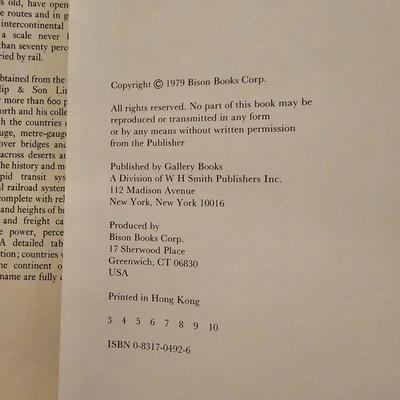 s old, have open
e routes and in g
intercontinental
a scale never
than seventy perc
ried by rail.
btained from the
lip & Son Lin
r more than 600 p
orth and his colle
h the countries
uge, metre-gauge
over bridges and
across deserts a
the history and m
pid transit sy
l railroad system
complete with rel
and heights of br
and freight ca
e power, perce
A detailed tab
tion; countries
he continent o
name are fully
Copyright © 1979 Bison Books Corp.
All rights reserved. No part of this book may be
reproduced or transmitted in any form
or by any means without written permission
from the Publisher
Published by Gallery Books
A Division of W H Smith Publishers Inc.
112 Madison Avenue
New York, New York 10016
Produced by
Bison Books Corp.
17 Sherwood Place
Greenwich, CT 06830
USA
Printed in Hong Kong
3 4 5 6 7 8 9 10
ISBN 0-8317-0492-6